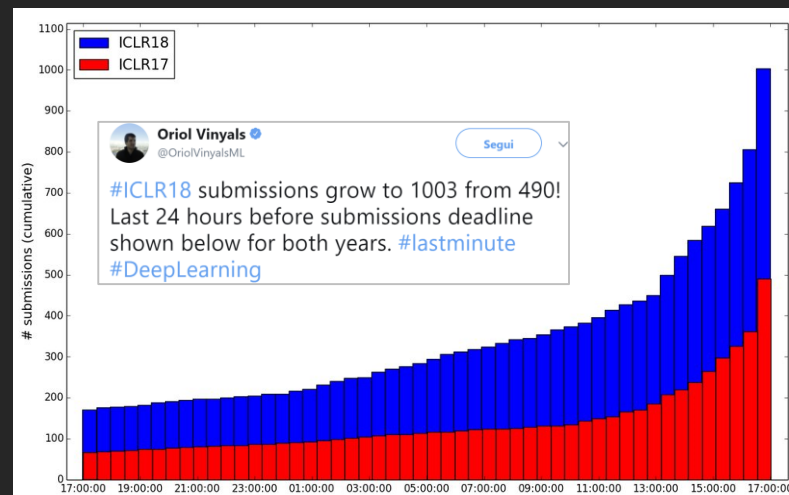 1100
1000
900
800
700
600
500
400
300
200
100
0
# submissions (cumulative)
ICLR18
ICLR17
Oriol Vinyals
@OriolVinyalsML
Segui
#ICLR18 submissions grow to 1003 from 490!
Last 24 hours before submissions deadline
shown below for both years. #lastminute
#DeepLearning
17:00:00 19:00:00 21:00:00 23:00:00 01:00:00 03:00:00 05:00:00 07:00:00 09:00:00 11:00:00 13:00:00 15:00:00 17:00:00